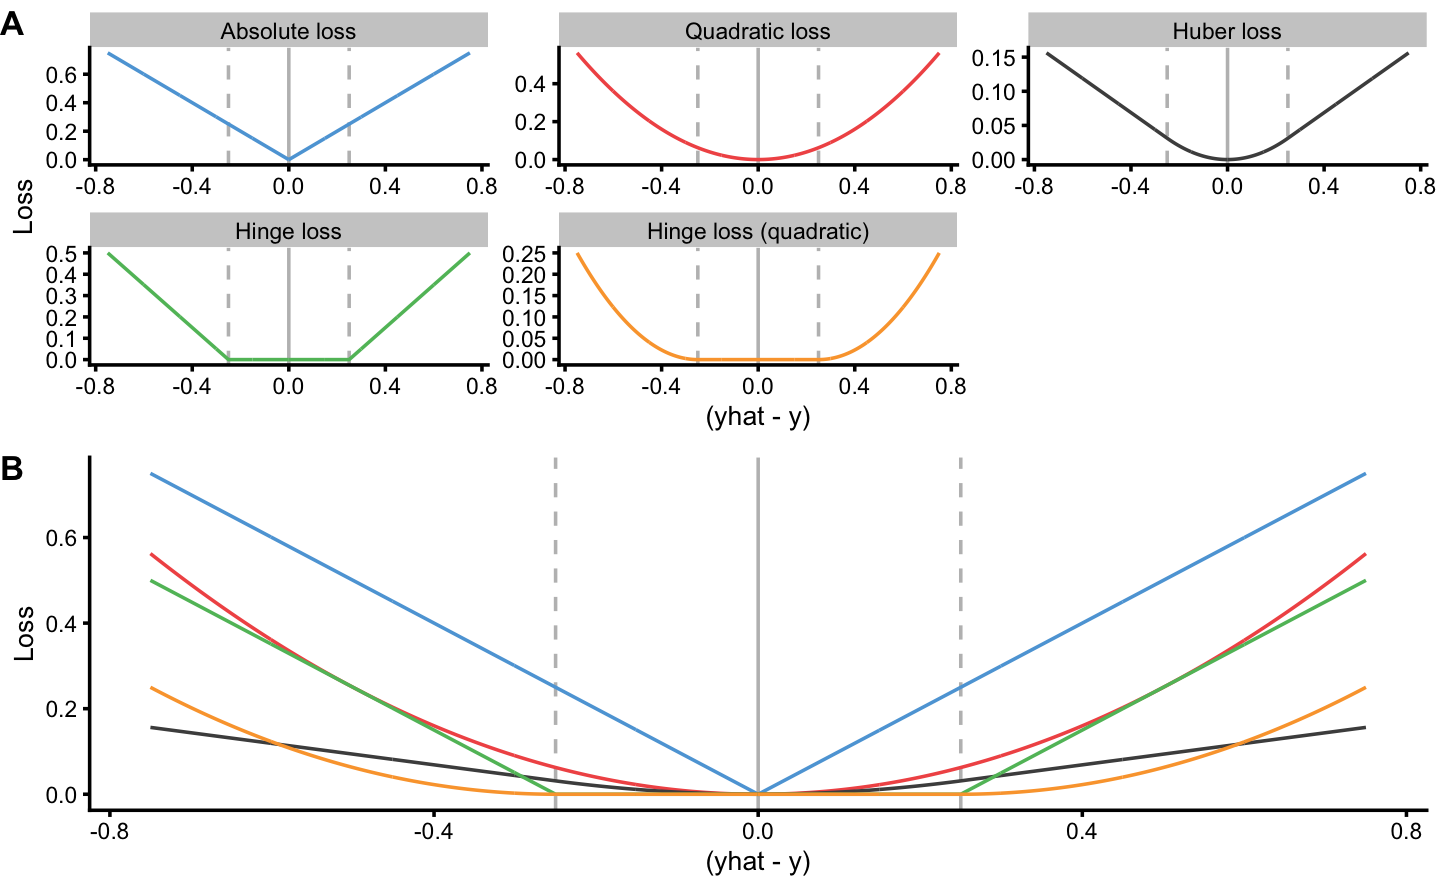 A
Absolute loss
Quadratic loss
Huber loss
0.6
0.4
0.2
0.0
-0.8 -0.4 0.0 0.4 0.8
0.4
0.2
0.0
-0.8 -0.4 0.0 0.4 0.8
0.15
0.10
0.05
0.00
-0.8 -0.4 0.0 0.4 0.8
Loss
Hinge loss
Hinge loss (quadratic)
0.5
0.4
0.3
0.2
0.1
0.0
-0.8 -0.4 0.0 0.4 0.8
0.25
0.20
0.15
0.10
0.05
0.00
-0.8 -0.4 0.0 0.4 0.8
(yhat - y)
B
Loss
0.6
0.4
0.2
0.0
-0.8 -0.4 0.0 0.4 0.8
(yhat - y)